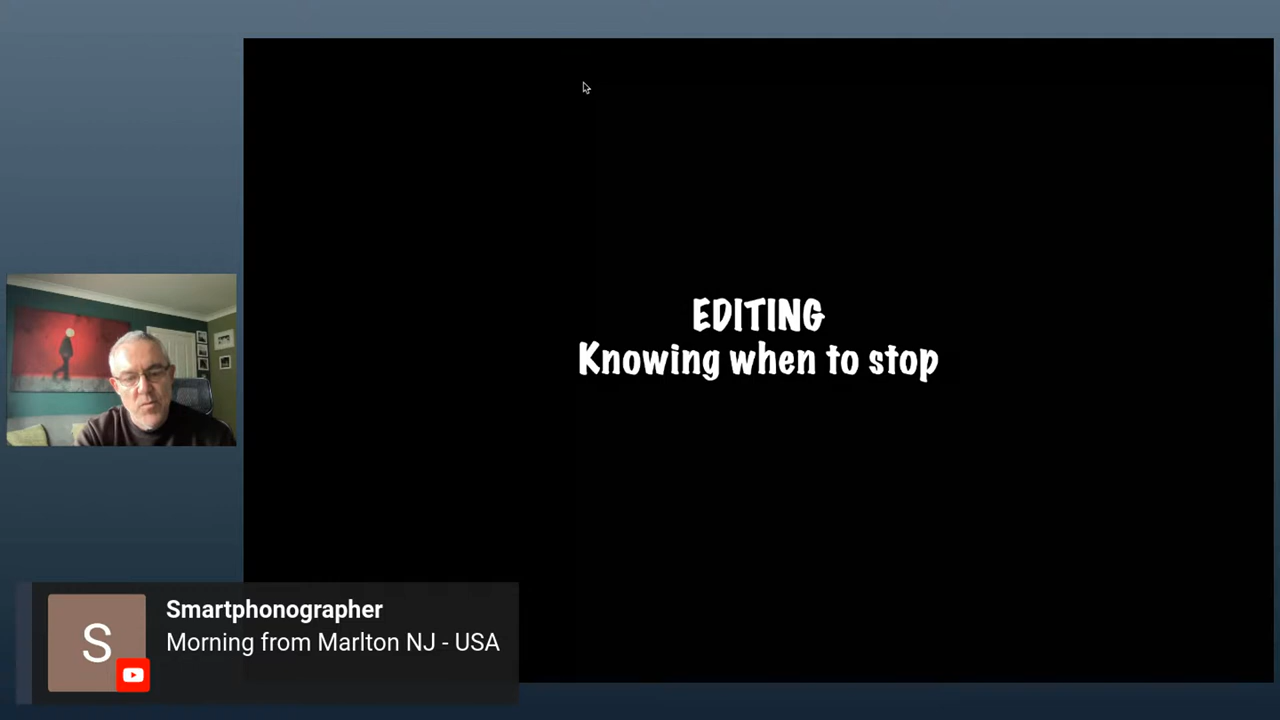 EDITING
Knowing when to stop
S
Smartphonographer
Morning from Marlton NJ - USA